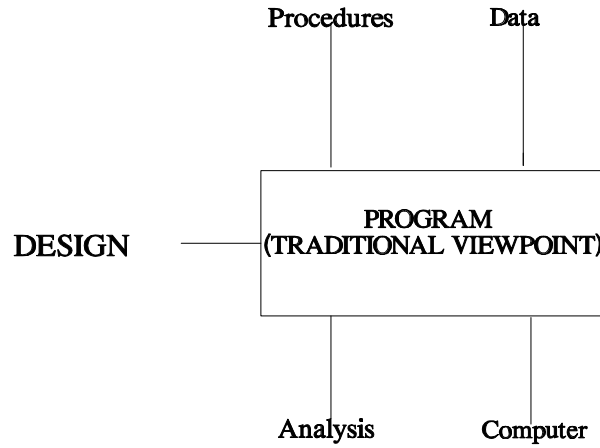 Procedures
Data
PROGRAM
DESIGN
(TRADITIONAL VIEWPOINT)
Analysis
Computer